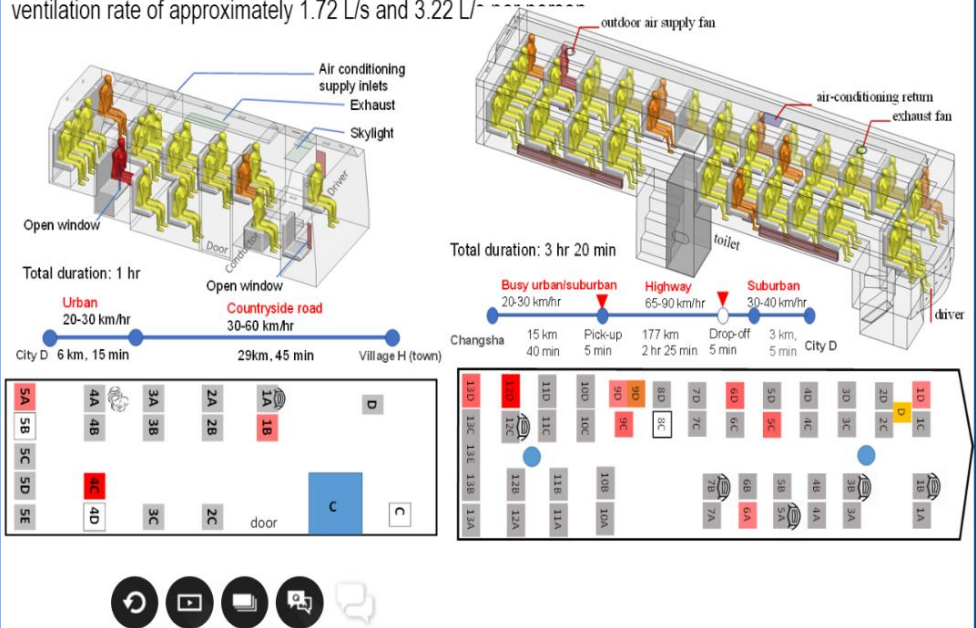 ventilation rate of approximately 1.72 L/s and 3.22 L/s per person
outdoor air supply fan
Air conditioning
supply inlets
Exhaust
Skylight
Driver
Open window
Door
Conductor
Open window
air-conditioning return
exhaust fan
toilet
driver
Total duration: 1 hr
Urban
20-30 km/hr
Countryside road
30-60 km/hr
City D
6 km, 15 min
29km, 45 min
Village H (town)
Total duration: 3 hr 20 min
Busy urban/suburban
20-30 km/hr
Highway
65-90 km/hr
Suburban
30-40 km/hr
Changsha
15 km
40 min
Pick-up
5 min
177 km
2 hr 25 min
Drop-off
5 min
3 km,
5 min
City D
5A 4A 3A 2A 1A D
5B 4B 3B 2B 1B
5C
5D 4C
5E 4D 3C 2C door C C
13D 12D 11D 10D 9D 9D 8D 7D 6D 5D 4D 3D 2D D 1D
13C 12C 11C 10C 9C 8C 7C 6C 5C 4C 3C 2C 1C
13E
13B 12B 11B 10B 7B 6B 5B 4B 3B 1B
13A 12A 11A 10A 7A 6A 5A 4A 3A 1A